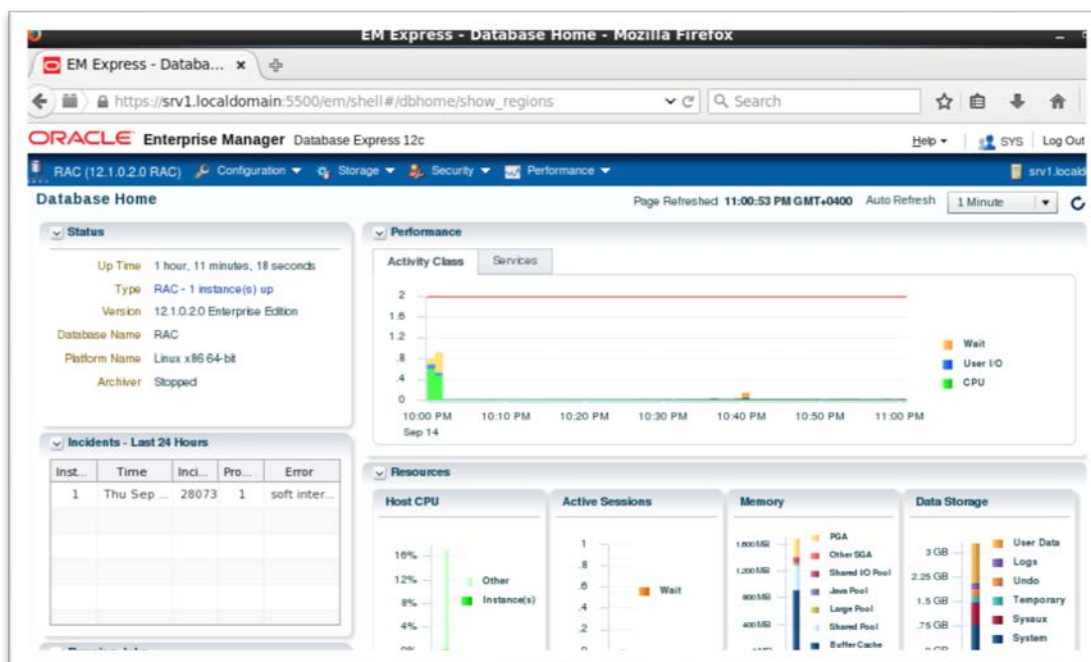 EM Express - Database Home - Mozilla Firefox
EM Express - Databa... ×
https://srv1.localdomain:5500/em/shell#/dbhome/show_regions
Search
ORACLE Enterprise Manager Database Express 12c
Help
SYS
Log Out
RAC (12.1.0.2.0 RAC)
Configuration
Storage
Security
Performance
srv1.locald
Database Home
Page Refreshed 11:00:53 PM GMT+0400
Auto Refresh
1 Minute
Status
Up Time 1 hour, 11 minutes, 18 seconds
Type RAC - 1 instance(s) up
Version 12.1.0.2.0 Enterprise Edition
Database Name RAC
Platform Name Linux x86 64-bit
Archiver Stopped
Incidents - Last 24 Hours
Inst... Time Inci... Pro... Error
1 Thu Sep ... 28073 1 soft inter...
Performance
Activity Class
Services
2
1.6
1.2
.8
.4
0
10:00 PM 10:10 PM 10:20 PM 10:30 PM 10:40 PM 10:50 PM 11:00 PM
Sep 14
Wait
User I/O
CPU
Resources
Host CPU
16%
12%
8%
4%
Other
Instance(s)
Active Sessions
1
.8
.6
.4
.2
Wait
Memory
1.600 MB
1.200 MB
800 MB
400 MB
PGA
Other SGA
Shared I/O Pool
Java Pool
Large Pool
Shared Pool
Buffer Cache
Data Storage
3 GB
2.25 GB
1.5 GB
.75 GB
User Data
Logs
Undo
Temporary
Sysaux
System